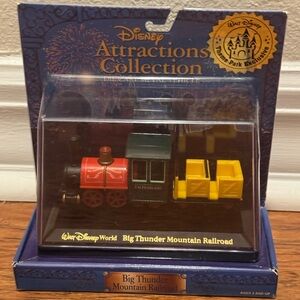 Disney
Attractions
Collection
Walt Disney
Theme Park Exclusive
Walt Disney World Big Thunder Mountain Railroad
Big Thunder
Mountain Railroad